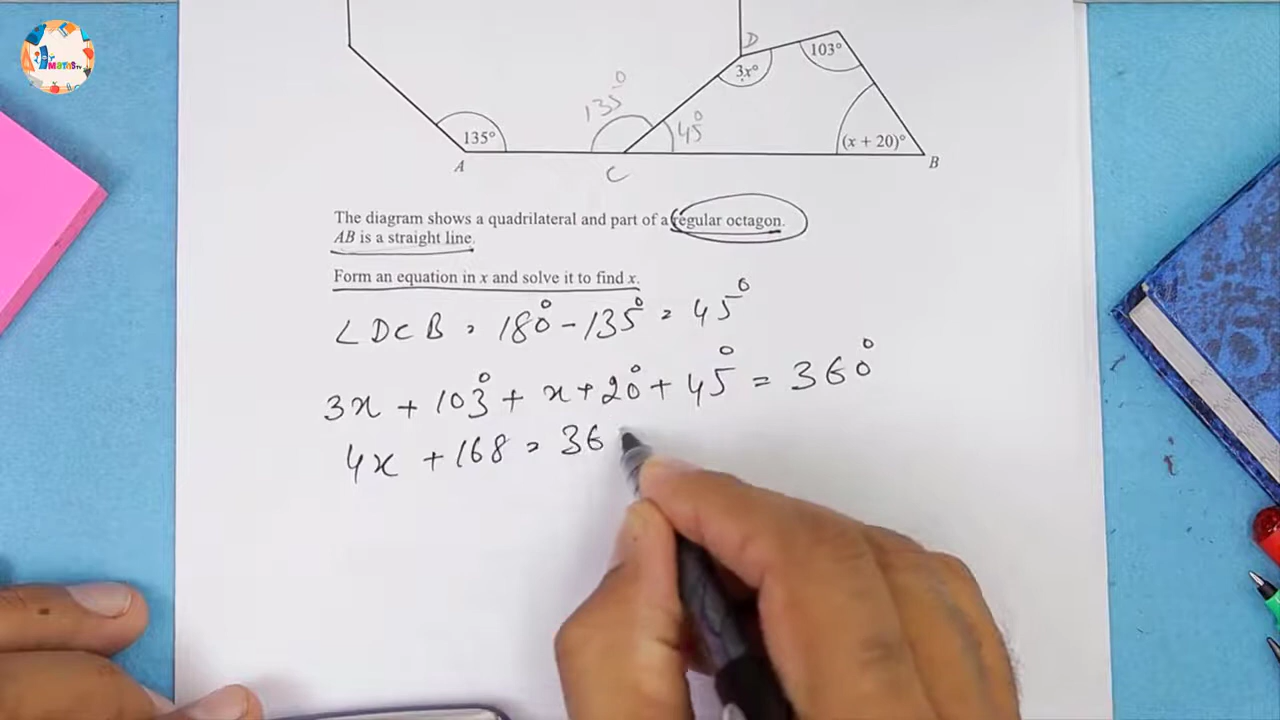 MATHS TV
D
103°
3x°
135°
45°
135°
(x + 20)°
A
C
B
The diagram shows a quadrilateral and part of a regular octagon.
AB is a straight line.
Form an equation in x and solve it to find x.
∠DCB = 180° - 135° = 45°
3x + 103° + x + 20° + 45° = 360°
4x + 168 = 36